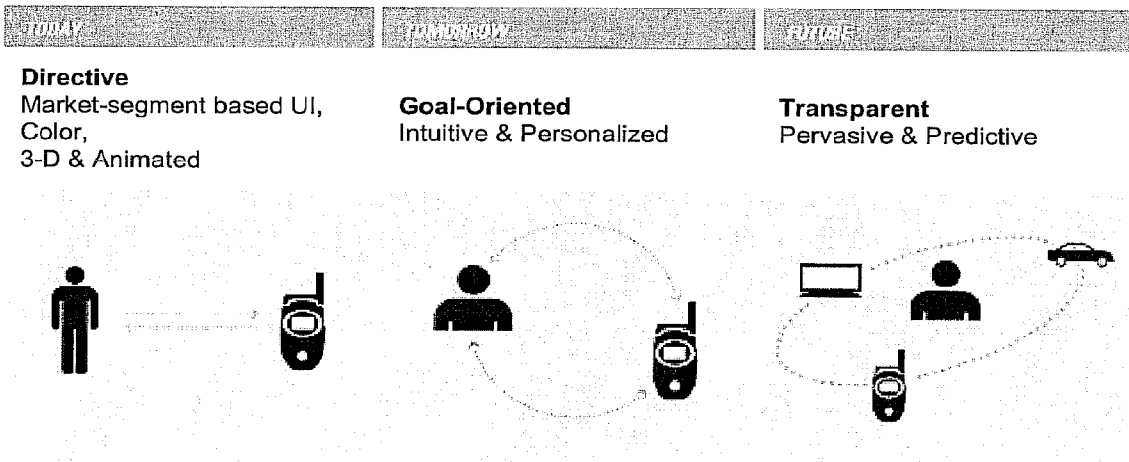 TODAY
Directive
Market-segment based UI,
Color,
3-D & Animated
TOMORROW
Goal-Oriented
Intuitive & Personalized
FUTURE
Transparent
Pervasive & Predictive